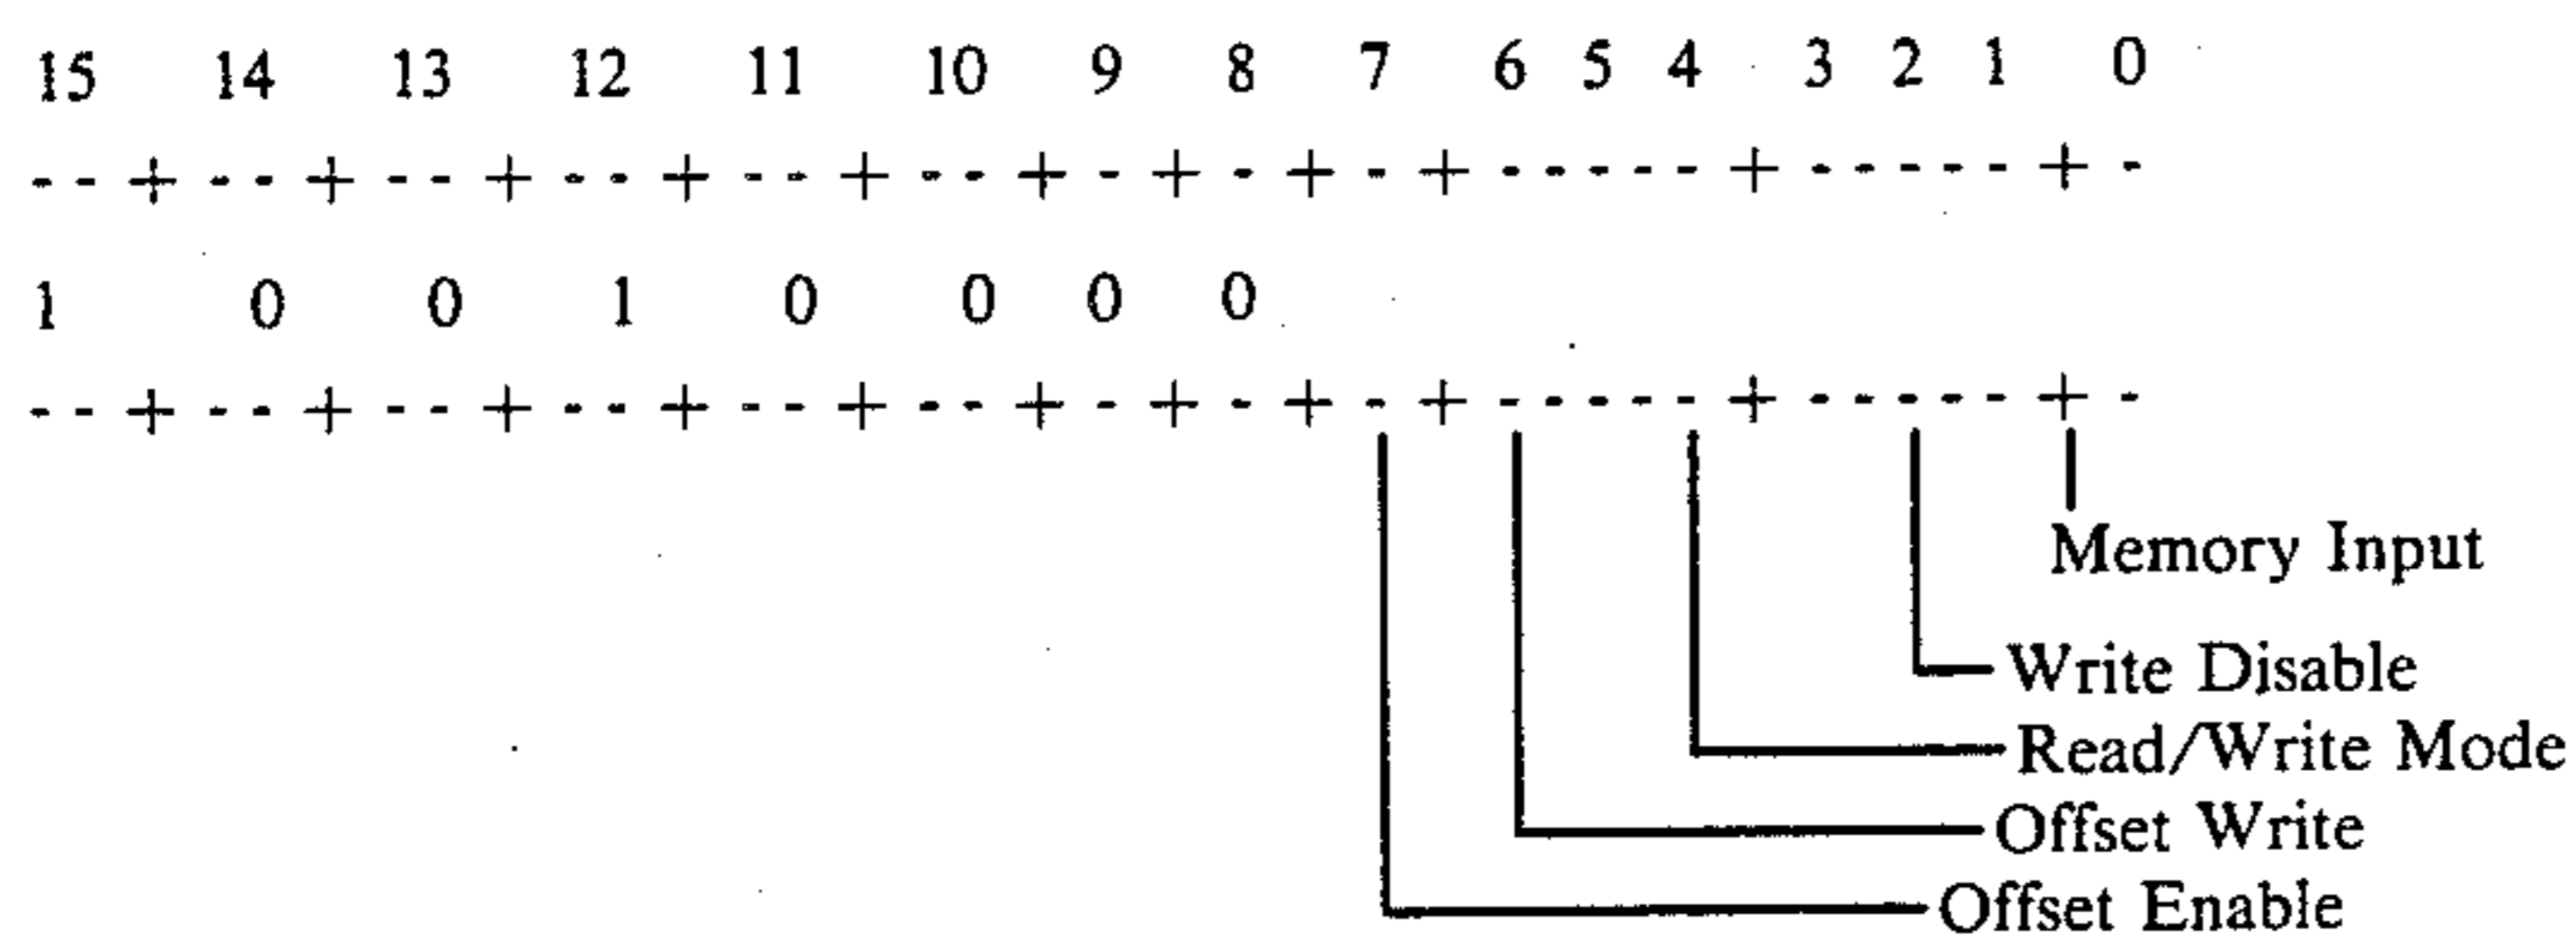 15 14 13 12 11 10 9 8 7 6 5 4 3 2 1 0
- - + - - + - - + - - + - - + - - + - + - + - + - - - - - + - - - - - + -
1 0 0 1 0 0 0 0
- - + - - + - - + - - + - - + - - + - + - + - + - - - - - + - - - - - + -
Memory Input
Write Disable
Read/Write Mode
Offset Write
Offset Enable